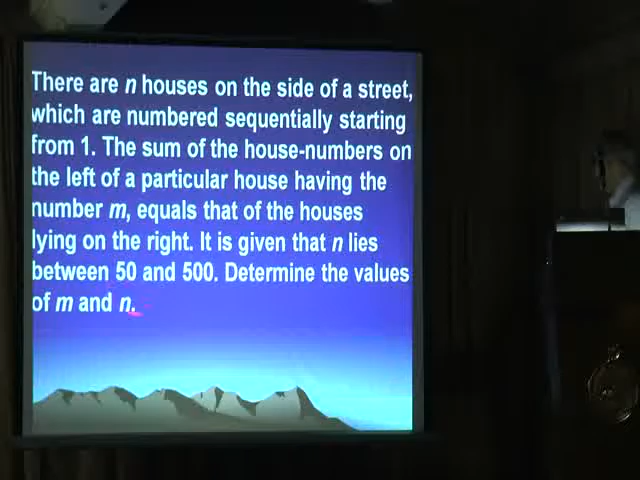 There are n houses on the side of a street,
which are numbered sequentially starting
from 1. The sum of the house-numbers on
the left of a particular house having the
number m, equals that of the houses
lying on the right. It is given that n lies
between 50 and 500. Determine the values
of m and n.